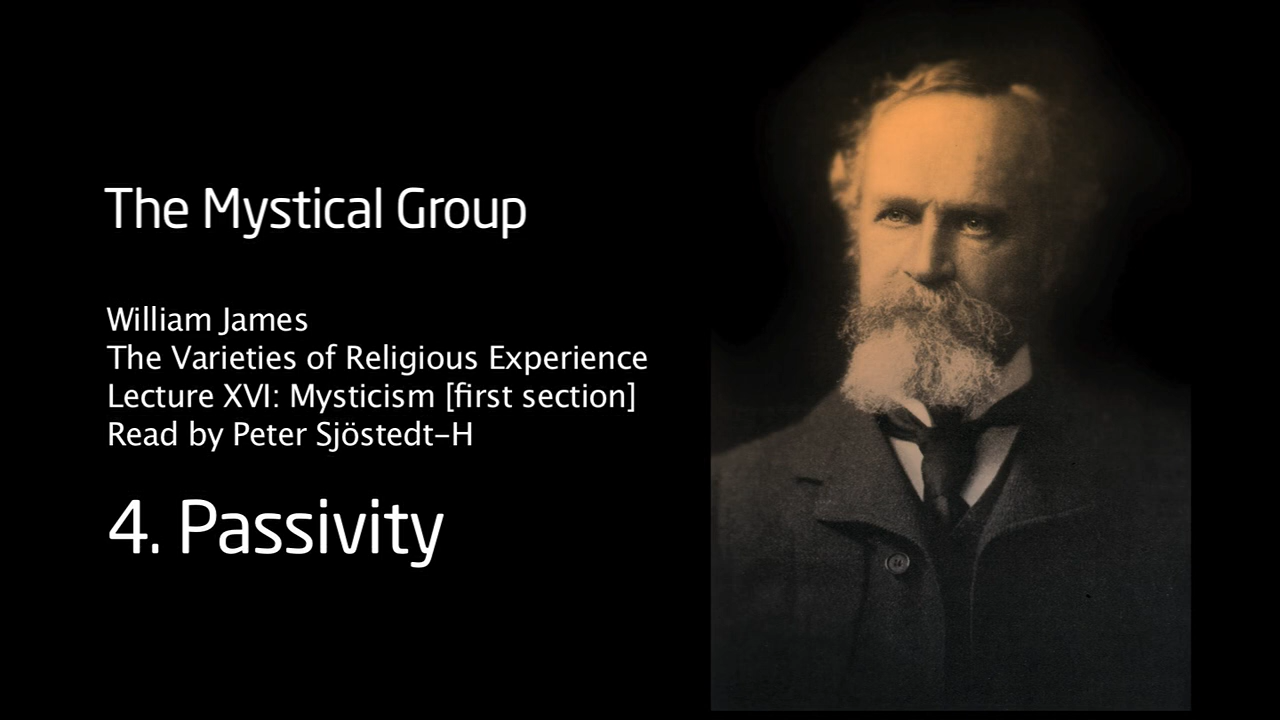 The Mystical Group
William James
The Varieties of Religious Experience
Lecture XVI: Mysticism [first section]
Read by Peter Sjöstedt-H
4. Passivity